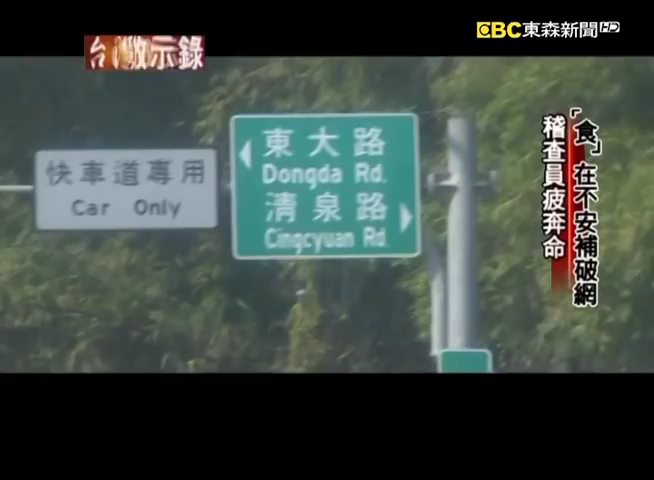 台灣啟示錄
EBC東森新聞HD
快車道專用
Car Only
東大路
Dongda Rd.
清泉路
Cingcyuan Rd.
「食」在不安補破網
稽查員疲奔命